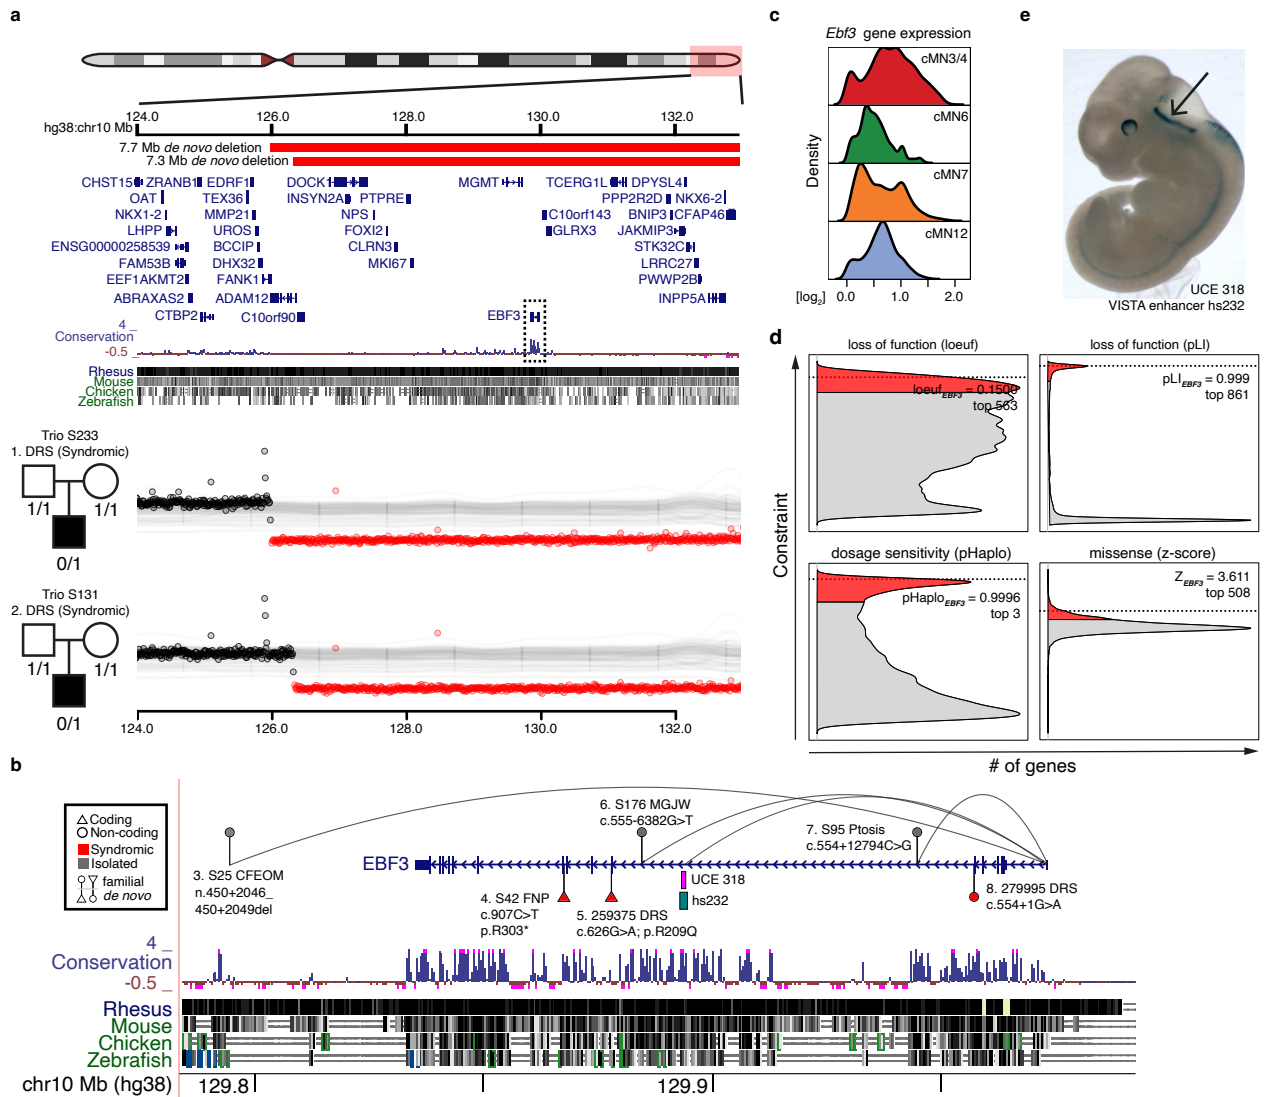 a
124.0 126.0 128.0 130.0 132.0
hg38:chr10 Mb
7.7 Mb de novo deletion
7.3 Mb de novo deletion
CHST15 ZRANB1 EDRF1 DOCK1 MGMT TCERG1L DPYSL4
OAT TEX36 INSYN2A PTPRE PPP2R2D NKX6-2
NKX1-2 MMP21 NPS C10orf143 BNIP3 CFAP46
LHPP UROS FOXI2 GLRX3 JAKMIP3
ENSG00000258539 BCCIP CLRN3 STK32C
FAM53B DHX32 MKI67 LRRC27
EEF1AKMT2 FANK1 PWWP2B
ABRAXAS2 ADAM12 INPP5A
CTBP2 C10orf90 EBF3
4
Conservation
-0.5
Rhesus
Mouse
Chicken
Zebrafish
Trio S233
1. DRS (Syndromic)
1/1 1/1
0/1
Trio S131
2. DRS (Syndromic)
1/1 1/1
0/1
124.0 126.0 128.0 130.0 132.0
c
Ebf3 gene expression
cMN3/4
cMN6
cMN7
cMN12
Density
[log2] 0.0 1.0 2.0
e
UCE 318
VISTA enhancer hs232
d
loss of function (loeuf)
loeufEBF3 = 0.1500
top 563
loss of function (pLI)
pLIEBF3 = 0.999
top 861
dosage sensitivity (pHaplo)
pHaploEBF3 = 0.9996
top 3
missense (z-score)
ZEBF3 = 3.611
top 508
Constraint
# of genes
b
Coding
Non-coding
Syndromic
Isolated
familial
de novo
3. S25 CFEOM
n.450+2046_
450+2049del
EBF3
4. S42 FNP
c.907C>T
p.R303*
5. 259375 DRS
c.626G>A; p.R209Q
6. S176 MGJW
c.555-6382G>T
UCE 318
hs232
7. S95 Ptosis
c.554+12794C>G
8. 279995 DRS
c.554+1G>A
4
Conservation
-0.5
Rhesus
Mouse
Chicken
Zebrafish
chr10 Mb (hg38) 129.8 129.9